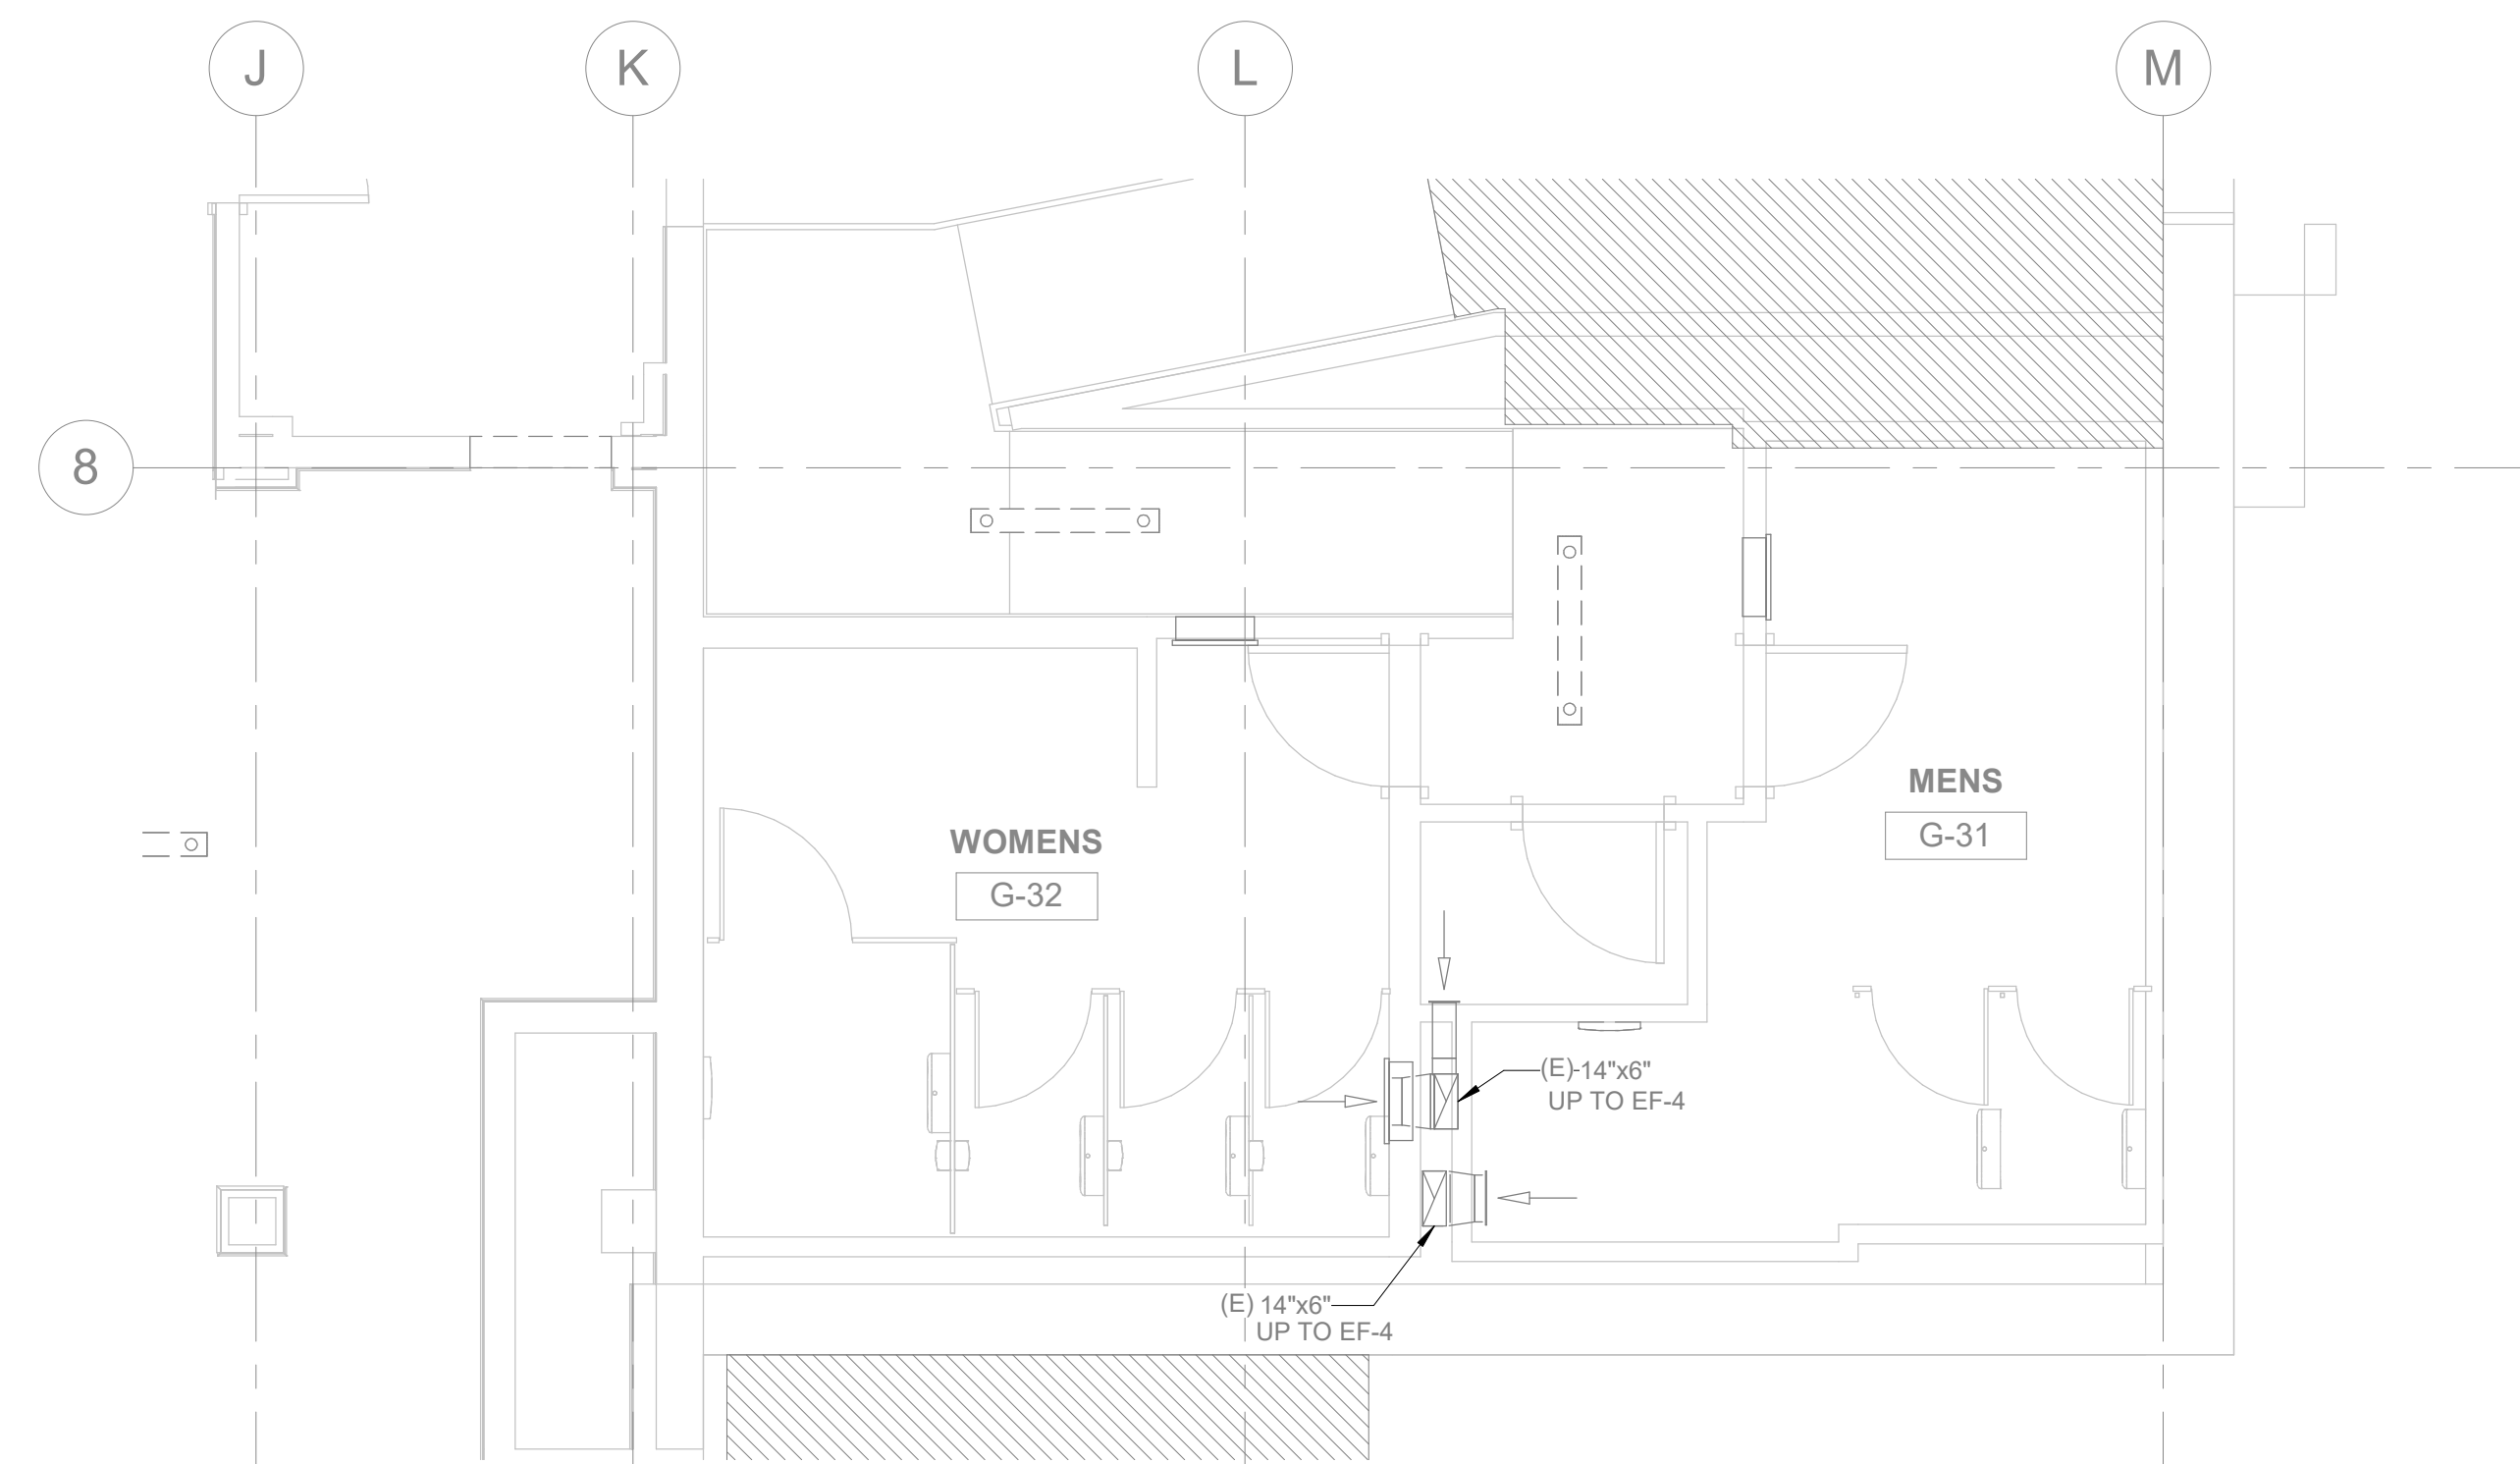 J
K
L
M
8
MENS
G-31
WOMENS
G-32
(E)-14"x6"
UP TO EF-4
(E) 14"x6"
UP TO EF-4